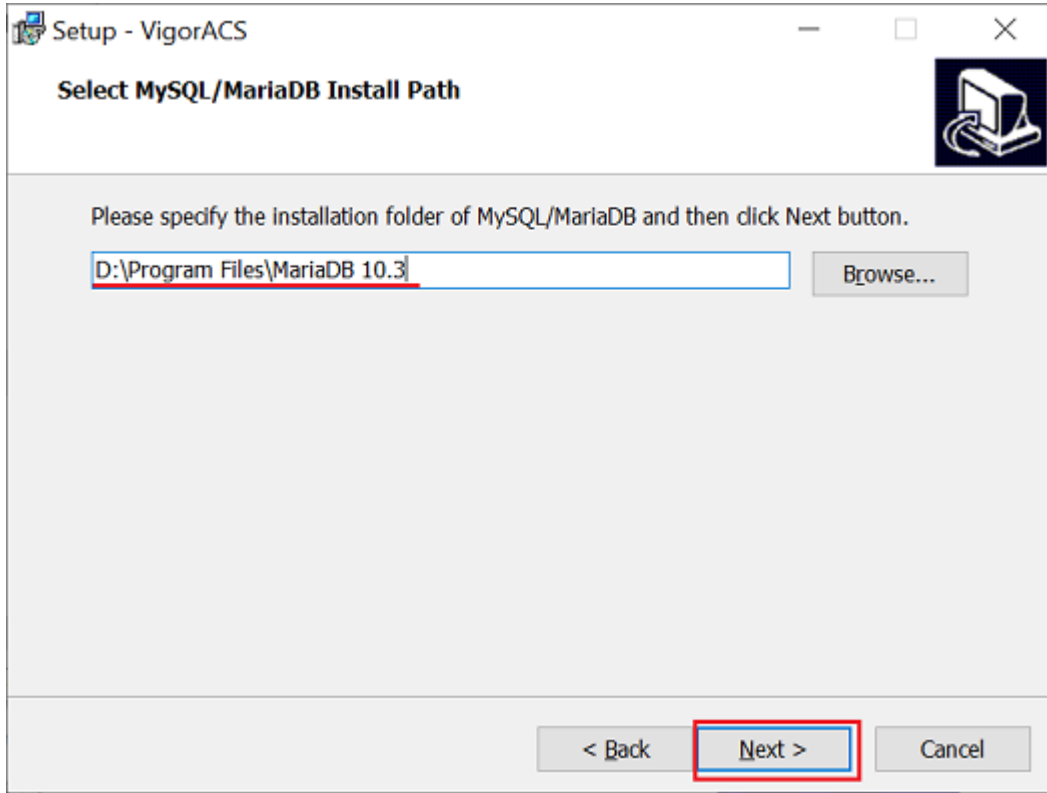 Setup - VigorACS
Select MySQL/MariaDB Install Path
Please specify the installation folder of MySQL/MariaDB and then click Next button.
D:\Program Files\MariaDB 10.3
Browse...
< Back
Next >
Cancel